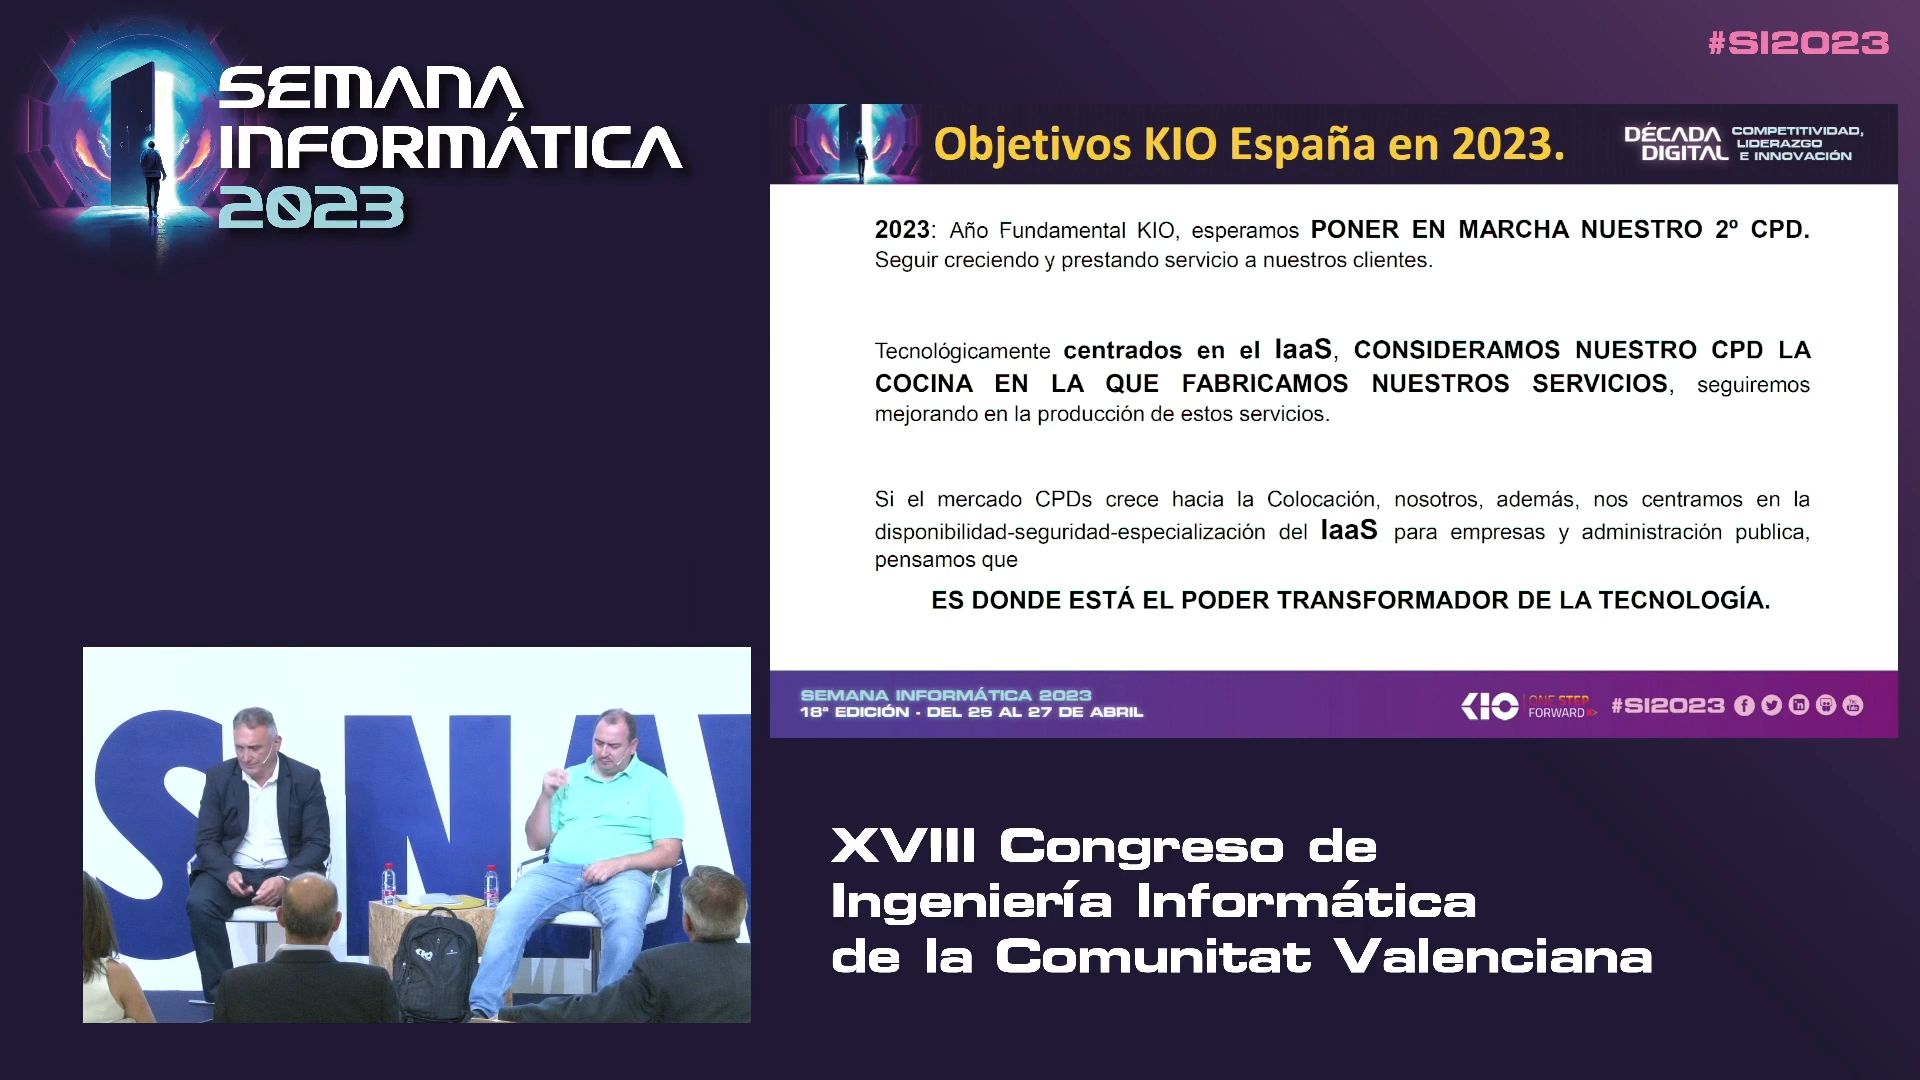 SEMANA
INFORMÁTICA
2023
#SI2023
Objetivos KIO España en 2023.
DÉCADA
DIGITAL
COMPETITIVIDAD,
LIDERAZGO
E INNOVACIÓN
2023: Año Fundamental KIO, esperamos PONER EN MARCHA NUESTRO 2º CPD.
Seguir creciendo y prestando servicio a nuestros clientes.
Tecnológicamente centrados en el IaaS, CONSIDERAMOS NUESTRO CPD LA
COCINA EN LA QUE FABRICAMOS NUESTROS SERVICIOS, seguiremos
mejorando en la producción de estos servicios.
Si el mercado CPDs crece hacia la Colocación, nosotros, además, nos centramos en la
disponibilidad-seguridad-especialización del IaaS para empresas y administración publica,
pensamos que
ES DONDE ESTÁ EL PODER TRANSFORMADOR DE LA TECNOLOGÍA.
SEMANA INFORMÁTICA 2023
18ª EDICIÓN - DEL 25 AL 27 DE ABRIL
KIO
ONE STEP
FORWARD
#SI2023
S NA
XVIII Congreso de
Ingeniería Informática
de la Comunitat Valenciana